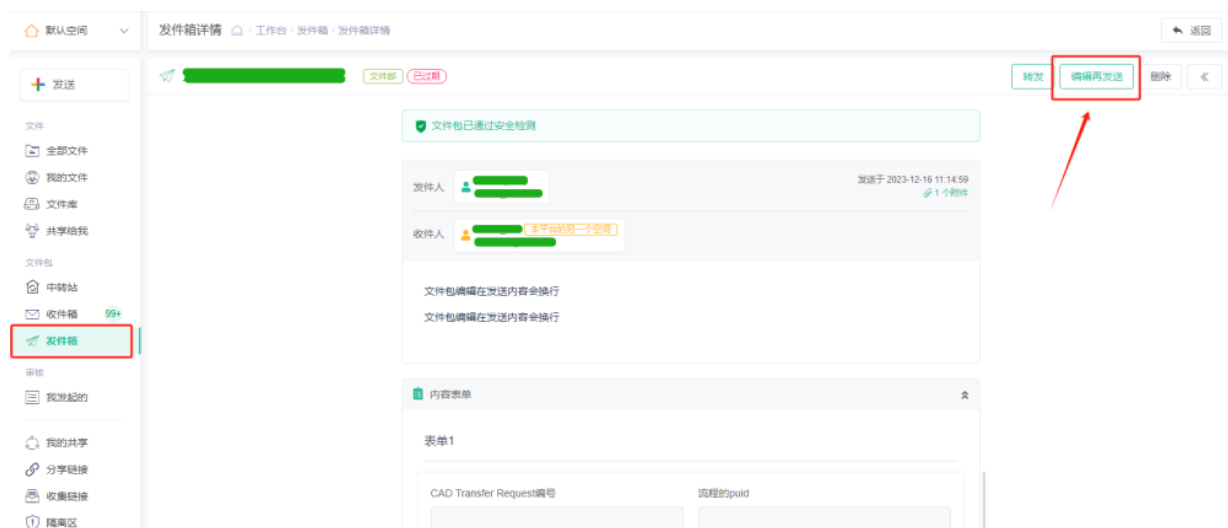 默认空间
发件箱详情 工作台 · 发件箱 · 发件箱详情
返回
发送
文件邮 已过期
转发 编辑再发送 删除
文件
全部文件
我的文件
文件库
共享给我
文件包
中转站
收件箱 99+
发件箱
审核
我发起的
我的共享
分享链接
收集链接
隔离区
文件包已通过安全检测
发件人
发送于 2023-12-16 11:14:59
1 个附件
收件人 本平台的另一个空间
文件包编辑在发送内容会换行
文件包编辑在发送内容会换行
内容表单
表单1
CAD Transfer Request编号 流程的puid